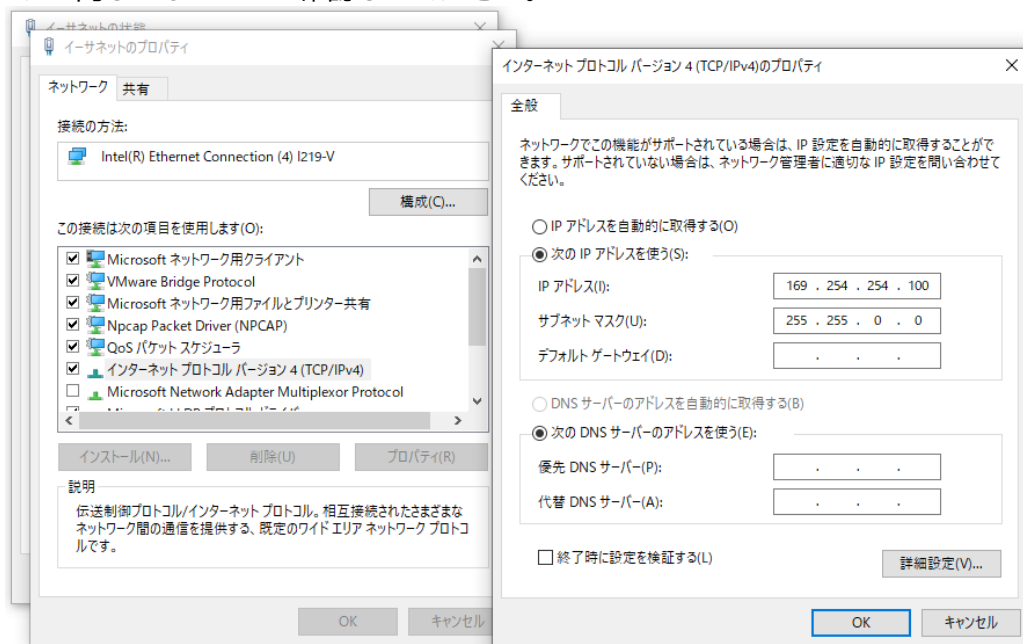 イーサネットの状態
イーサネットのプロパティ
ネットワーク 共有
接続の方法:
Intel(R) Ethernet Connection (4) I219-V
構成(C)...
この接続は次の項目を使用します(O):
Microsoft ネットワーク用クライアント
VMware Bridge Protocol
Microsoft ネットワーク用ファイルとプリンター共有
Npcap Packet Driver (NPCAP)
QoS パケット スケジューラ
インターネット プロトコル バージョン 4 (TCP/IPv4)
Microsoft Network Adapter Multiplexor Protocol
インストール(N)... 削除(U) プロパティ(R)
説明
伝送制御プロトコル/インターネット プロトコル。相互接続されたさまざまな
ネットワーク間の通信を提供する、既定のワイド エリア ネットワーク プロトコ
ルです。
OK キャンセル
インターネット プロトコル バージョン 4 (TCP/IPv4)のプロパティ
全般
ネットワークでこの機能がサポートされている場合は、IP 設定を自動的に取得することがで
きます。サポートされていない場合は、ネットワーク管理者に適切な IP 設定を問い合わせて
ください。
IP アドレスを自動的に取得する(O)
次の IP アドレスを使う(S):
IP アドレス(I): 169 . 254 . 254 . 100
サブネット マスク(U): 255 . 255 . 0 . 0
デフォルト ゲートウェイ(D): . . .
DNS サーバーのアドレスを自動的に取得する(B)
次の DNS サーバーのアドレスを使う(E):
優先 DNS サーバー(P): . . .
代替 DNS サーバー(A): . . .
終了時に設定を検証する(L)
詳細設定(V)...
OK キャンセル